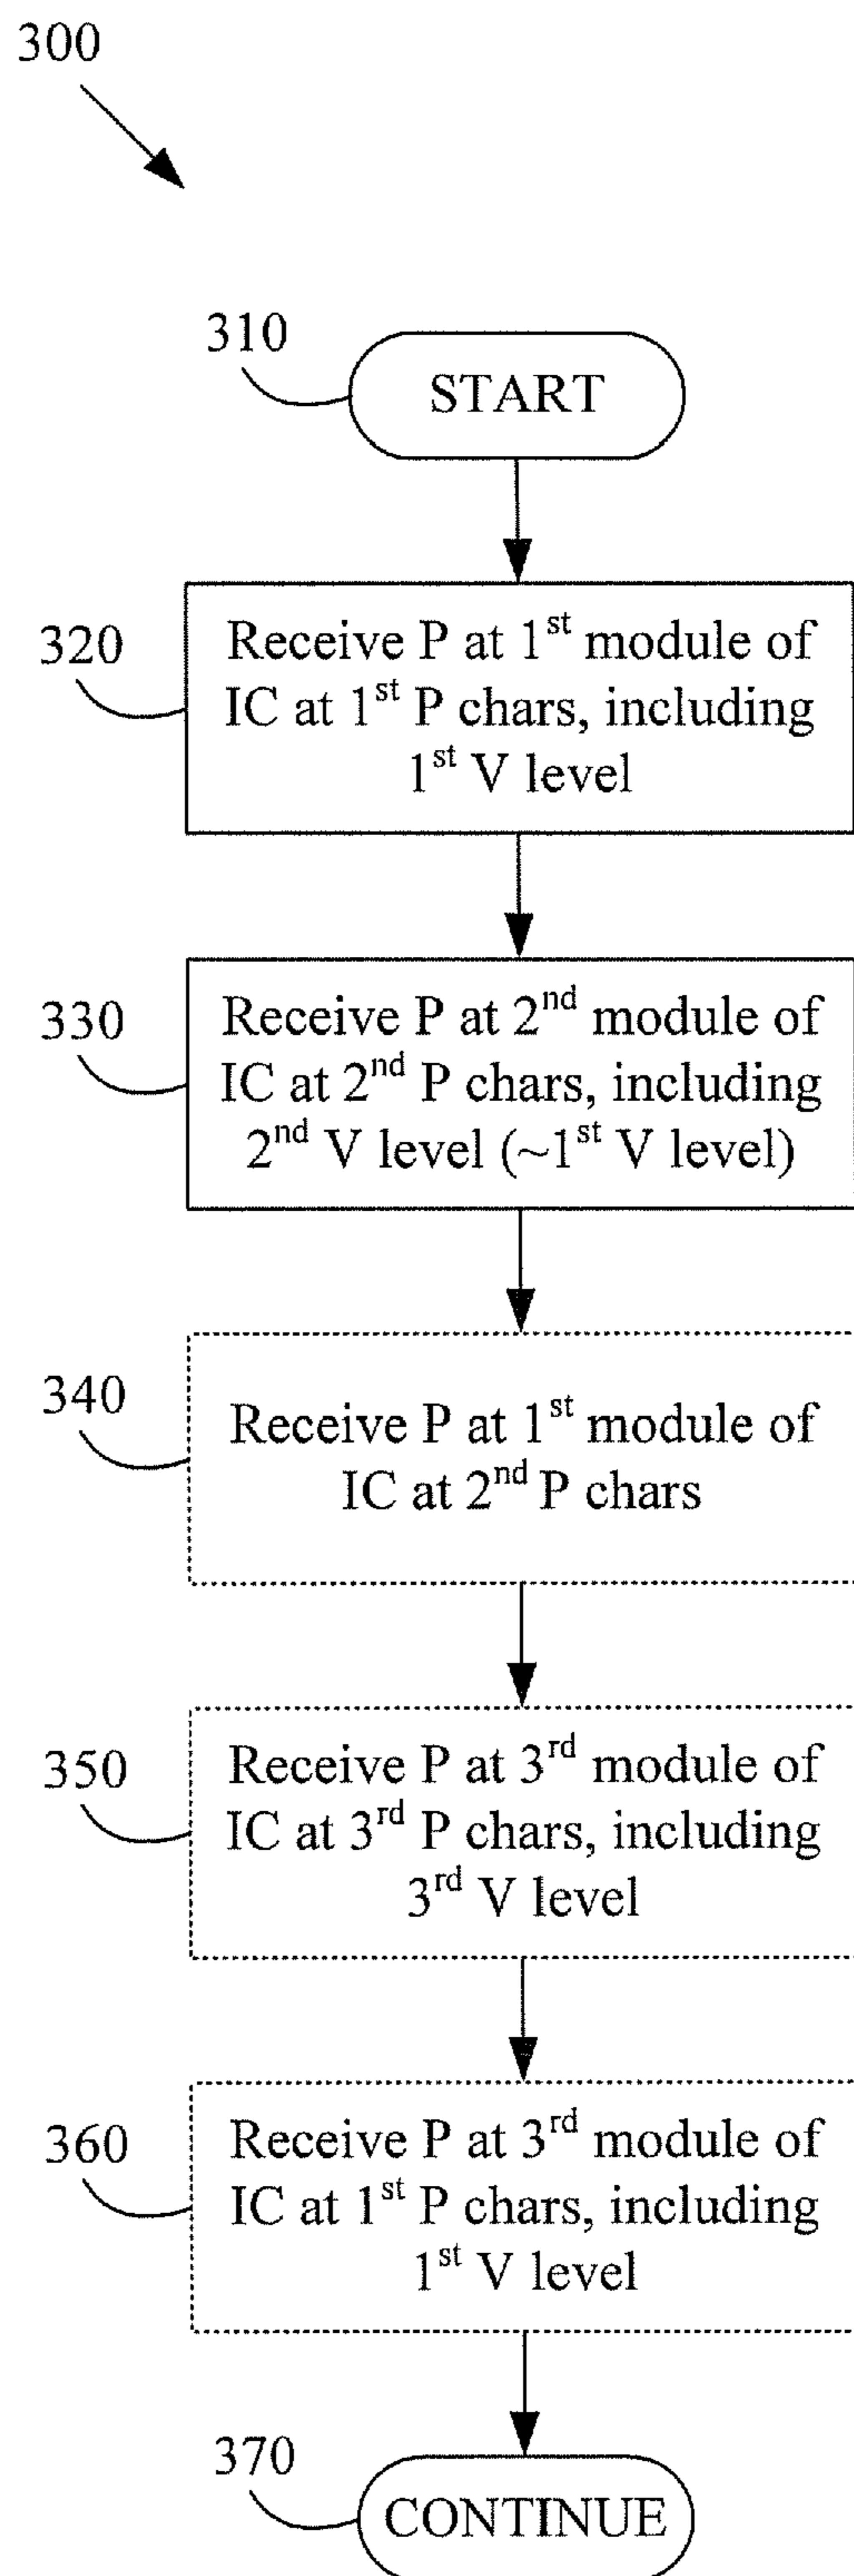 300
310
START
320
Receive P at 1st module of
IC at 1st P chars, including
1st V level
330
Receive P at 2nd module of
IC at 2nd P chars, including
2nd V level (~1st V level)
340
Receive P at 1st module of
IC at 2nd P chars
350
Receive P at 3rd module of
IC at 3rd P chars, including
3rd V level
360
Receive P at 3rd module of
IC at 1st P chars, including
1st V level
370
CONTINUE